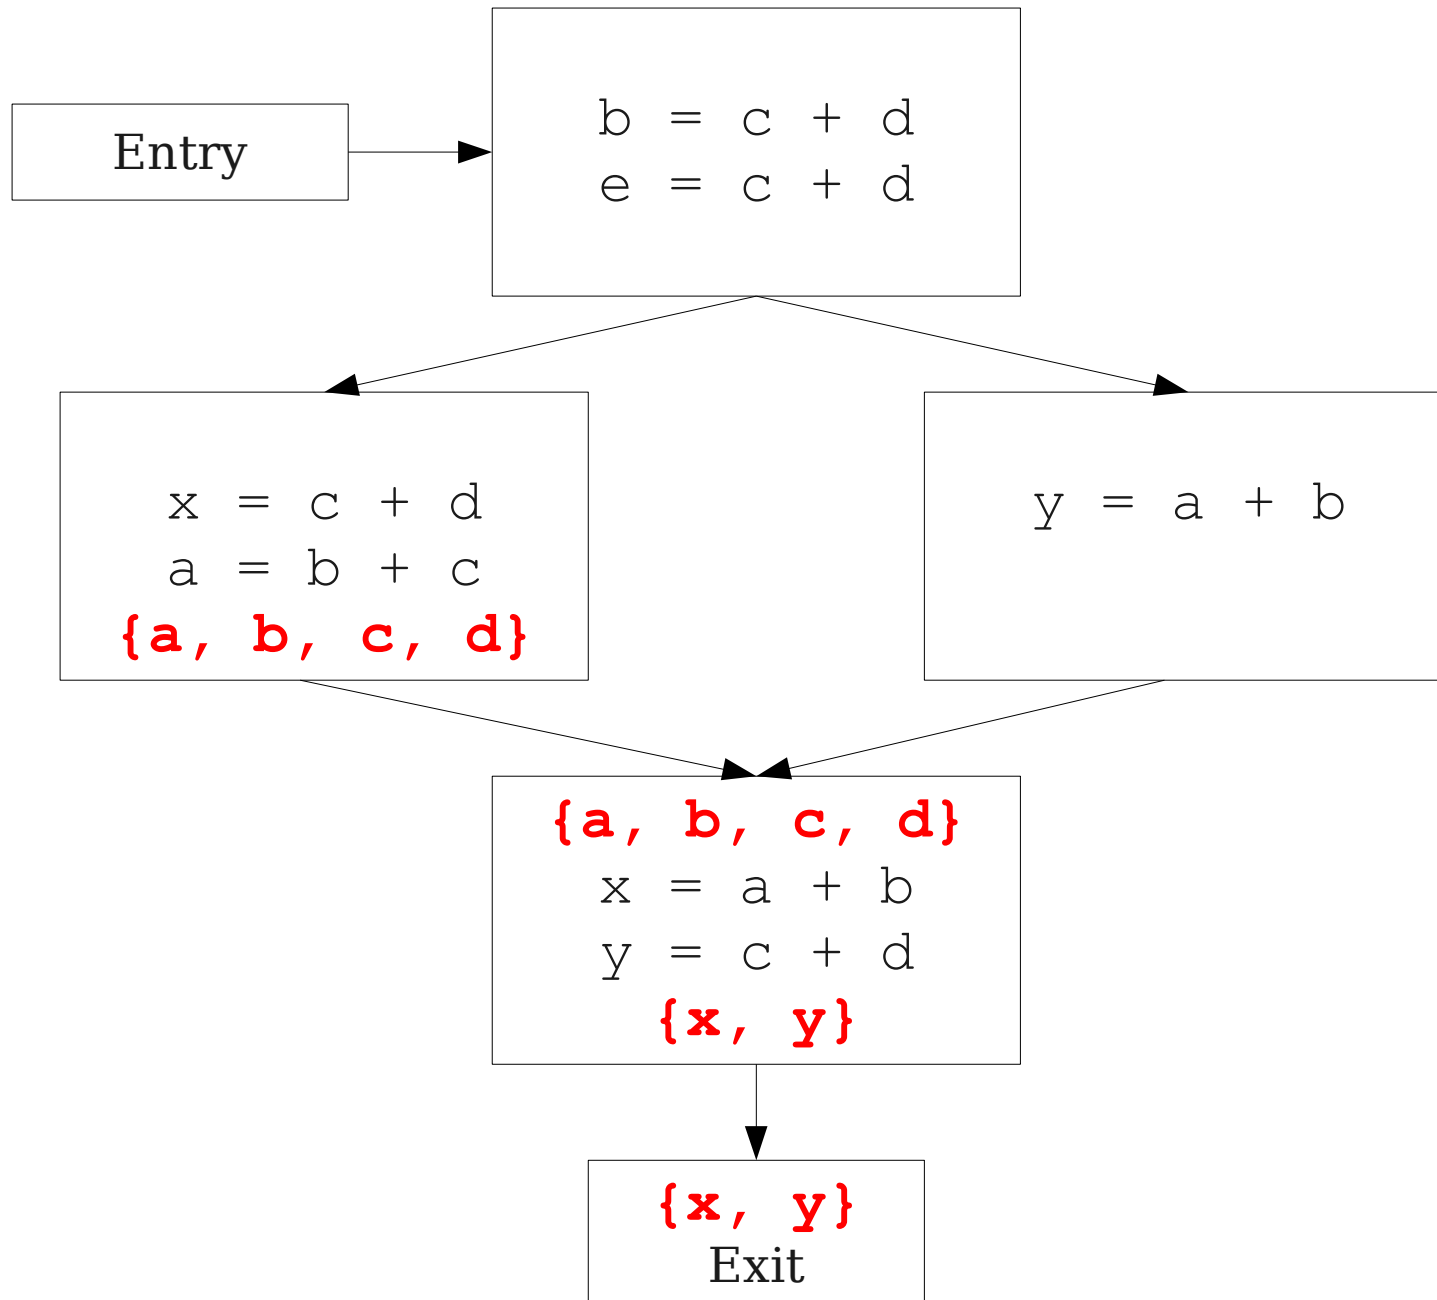 Entry
b = c + d
e = c + d
x = c + d
a = b + c
{a, b, c, d}
y = a + b
{a, b, c, d}
x = a + b
y = c + d
{x, y}
{x, y}
Exit